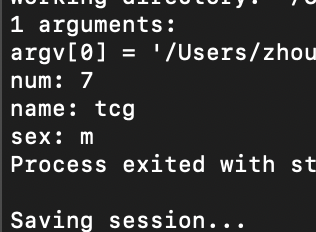 1 arguments:
argv[0] = '/Users/zhou
num: 7
name: tcg
sex: m
Process exited with st
Saving session...